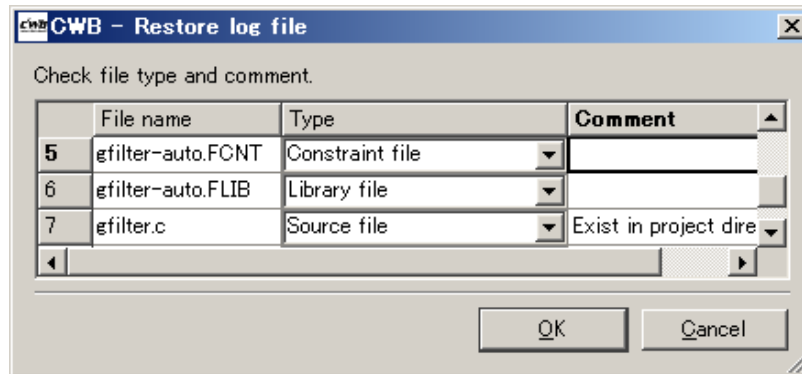 CWB CWB - Restore log file
Check file type and comment.
File name Type Comment
5 gfilter-auto.FCNT Constraint file
6 gfilter-auto.FLIB Library file
7 gfilter.c Source file Exist in project dire
OK Cancel